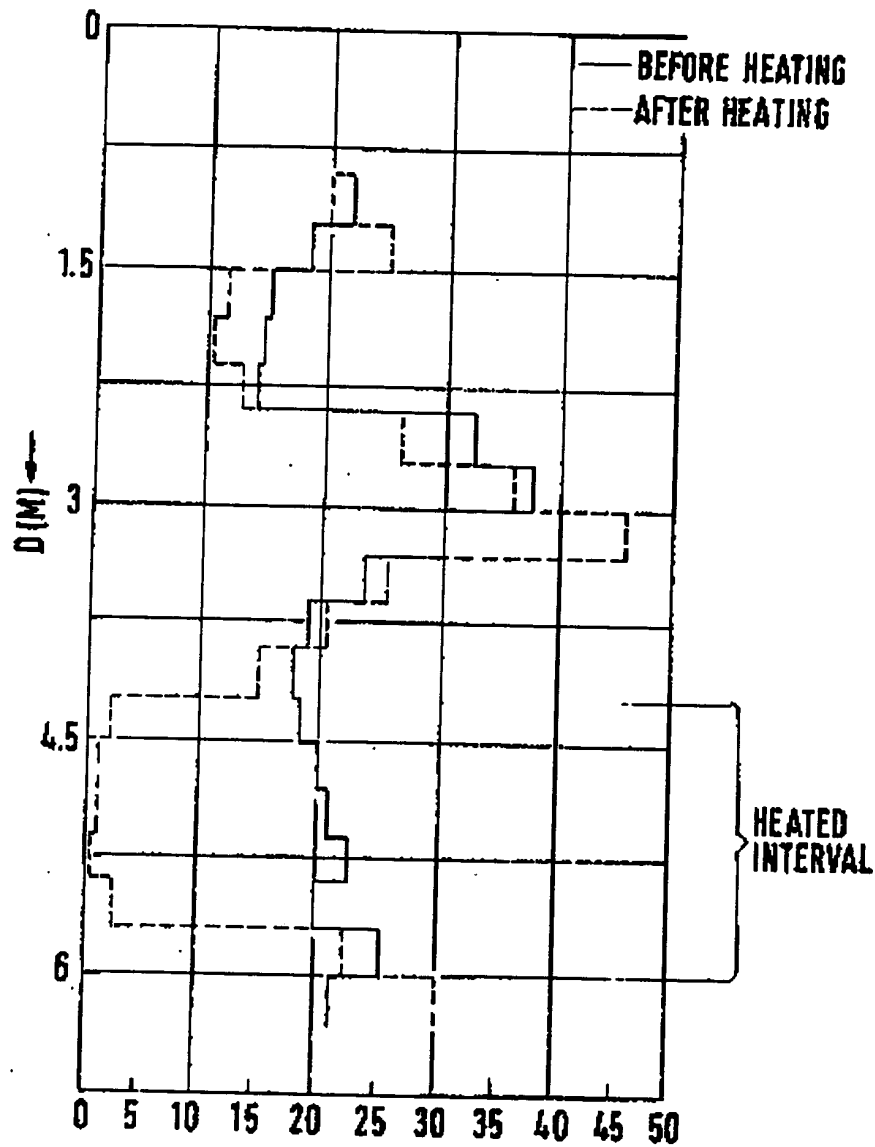 0
BEFORE HEATING
AFTER HEATING
1.5
D(M)
3
4.5
HEATED
INTERVAL
6
0 5 10 15 20 25 30 35 40 45 50